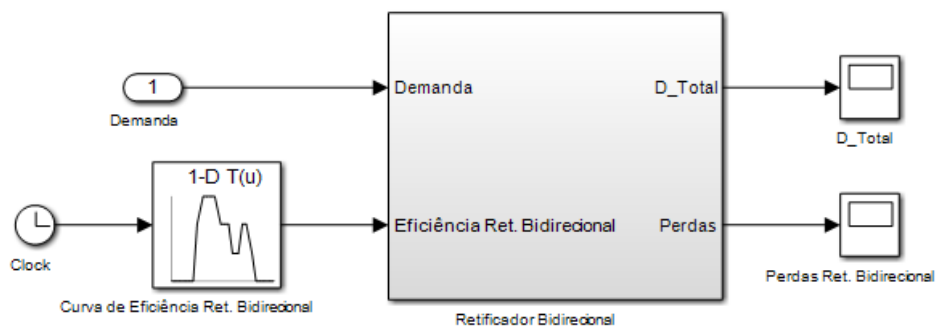 1
Demanda
Clock
1-D T(u)
Curva de Eficiência Ret. Bidirecional
Demanda
D_Total
Eficiência Ret. Bidirecional
Perdas
Retificador Bidirecional
D_Total
Perdas Ret. Bidirecional